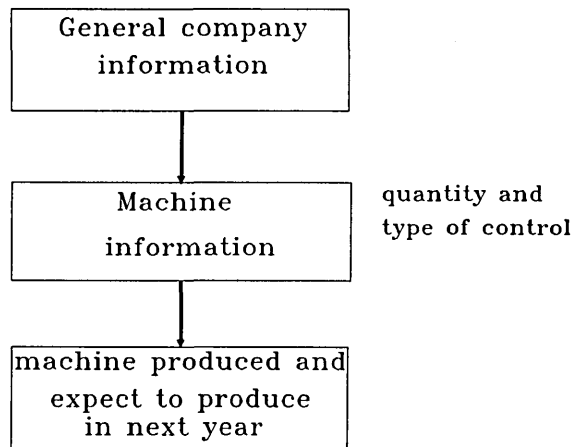 General company
information
Machine
information
quantity and
type of control
machine produced and
expect to produce
in next year